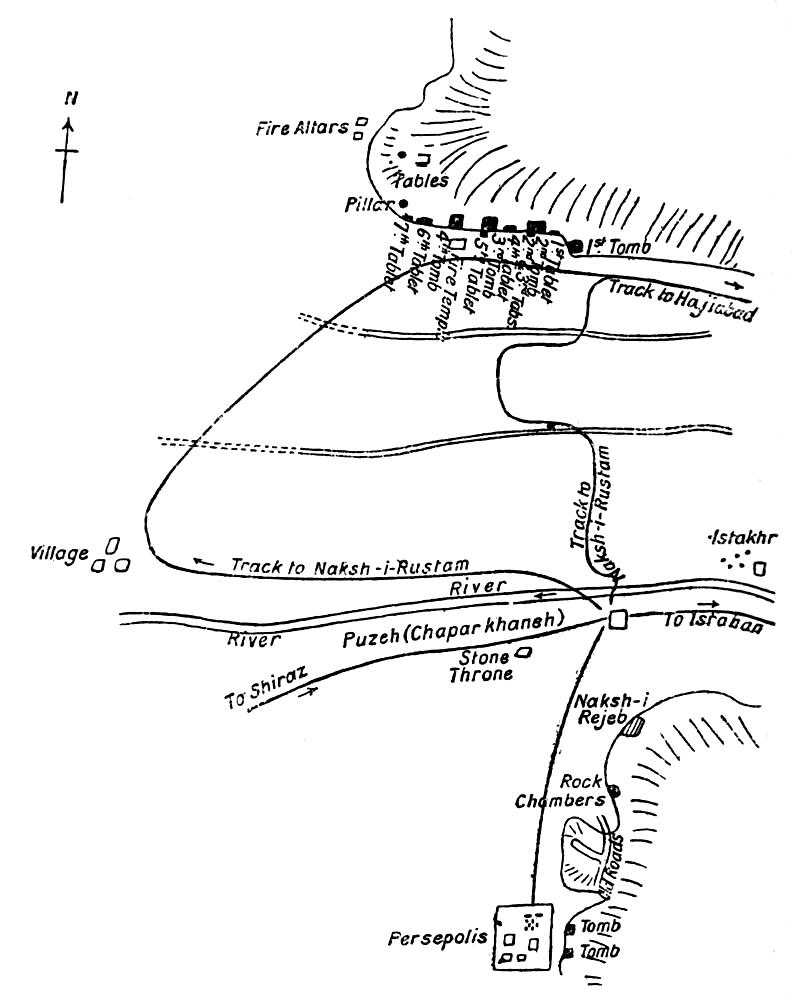 N
Fire Altars
Tables
Pillar
1st Tomb
7th Tablet
6th Tablet
4th Tomb
Fire Temp.
5th Tablet
3rd Tomb
3rd Tablet
4th &
Tabs.
2nd Tomb
2nd Tablet
1st Tablet
Track to Hajiabad
Track to
Naksh-i-Rustam
Istakhr
Village
Track to Naksh-i-Rustam
River
River
Puzeh (Chapar khaneh)
To Istaban
Stone
Throne
To Shiraz
Naksh-i
Rejeb
Rock
Chambers
Old Roads
Persepolis
Tomb
Tomb